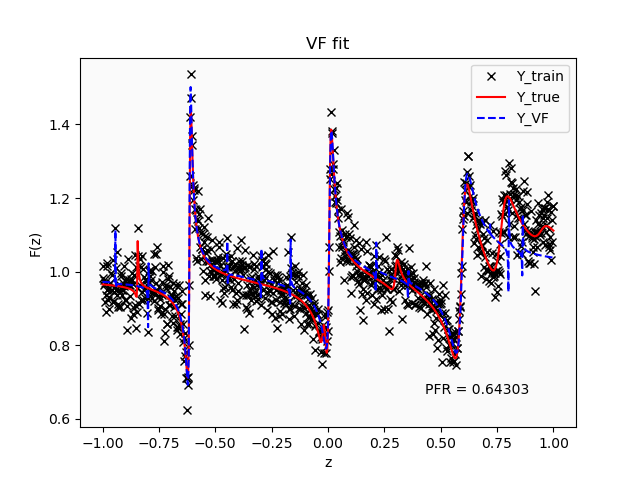 VF fit
Y_train
Y_true
Y_VF
F(z)
1.4
1.2
1.0
0.8
0.6
PFR = 0.64303
−1.00 −0.75 −0.50 −0.25 0.00 0.25 0.50 0.75 1.00
z